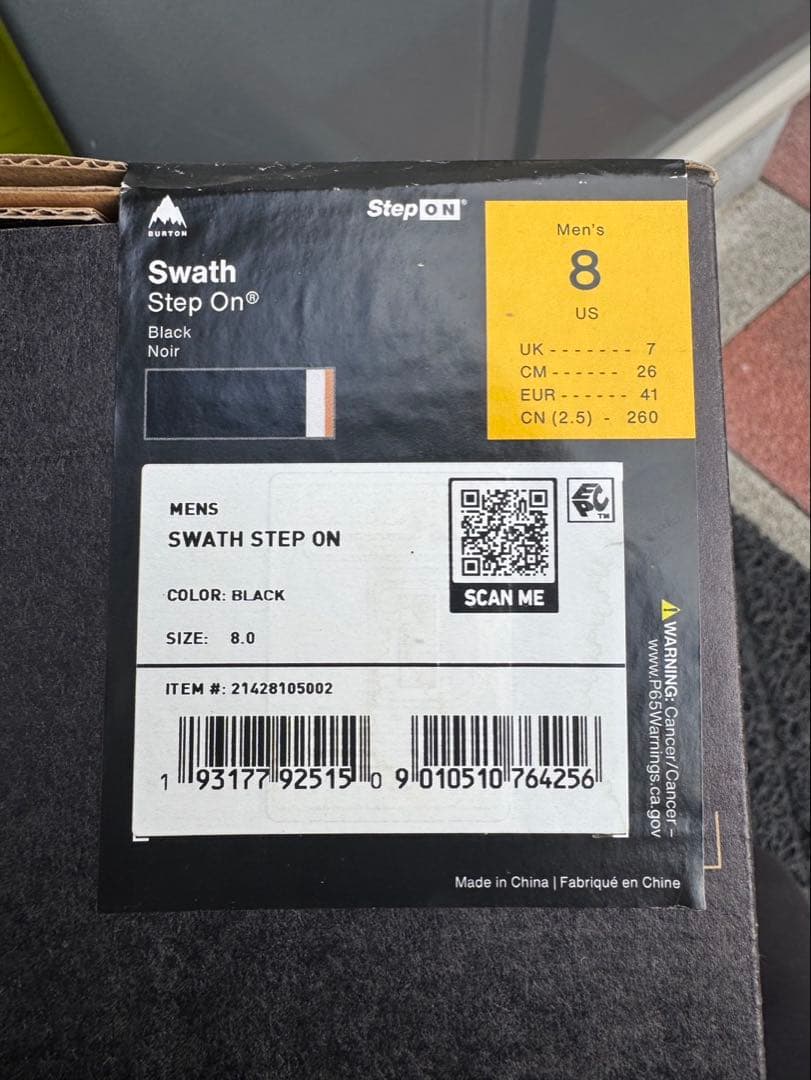 BURTON
StepON®
Swath
Step On®
Black
Noir
Men's
8
US
UK - - - - - - - 7
CM - - - - - - 26
EUR - - - - - - 41
CN (2.5) - 260
MENS
SWATH STEP ON
COLOR: BLACK
SIZE: 8.0
EPC™
SCAN ME
ITEM #: 21428105002
1 93177 92515 0
9 010510 764256
WARNING: Cancer/Cancer –
www.P65Warnings.ca.gov
Made in China | Fabriqué en Chine